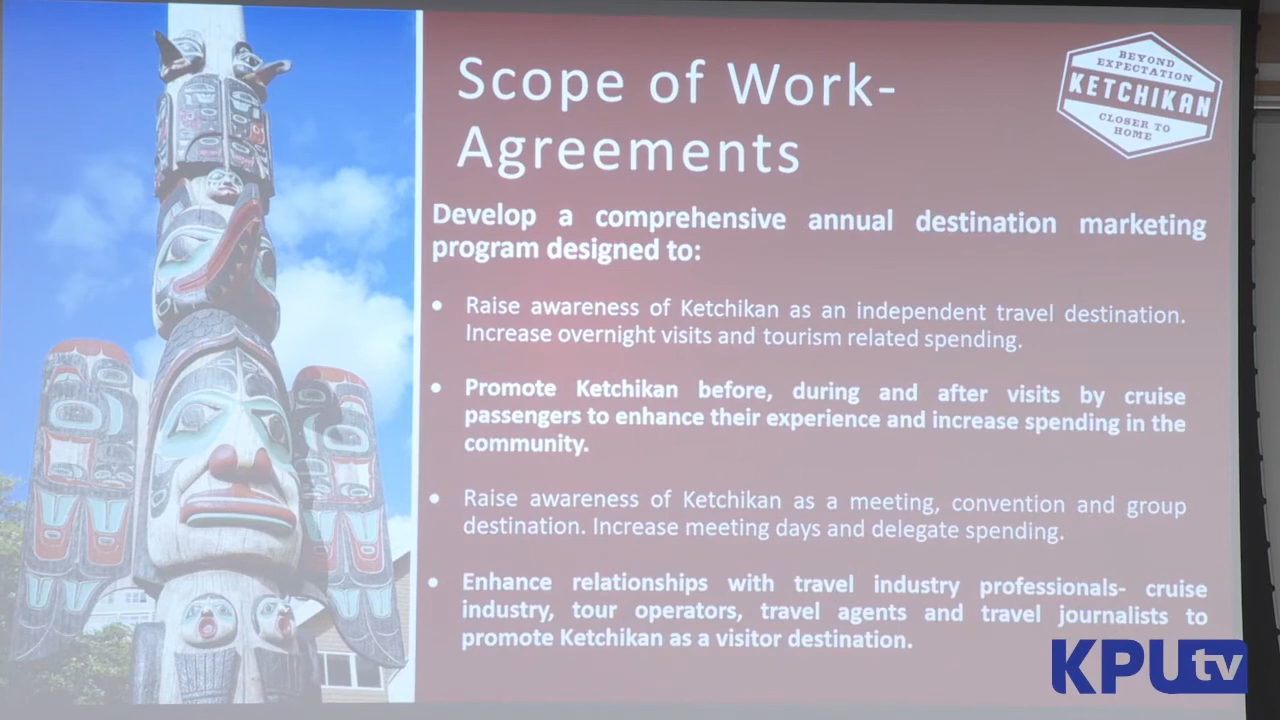 Scope of Work-
Agreements
BEYOND
EXPECTATION
KETCHIKAN
CLOSER TO
HOME
Develop a comprehensive annual destination marketing
program designed to:
• Raise awareness of Ketchikan as an independent travel destination.
Increase overnight visits and tourism related spending.
• Promote Ketchikan before, during and after visits by cruise
passengers to enhance their experience and increase spending in the
community.
• Raise awareness of Ketchikan as a meeting, convention and group
destination. Increase meeting days and delegate spending.
• Enhance relationships with travel industry professionals- cruise
industry, tour operators, travel agents and travel journalists to
promote Ketchikan as a visitor destination.
KPUtv